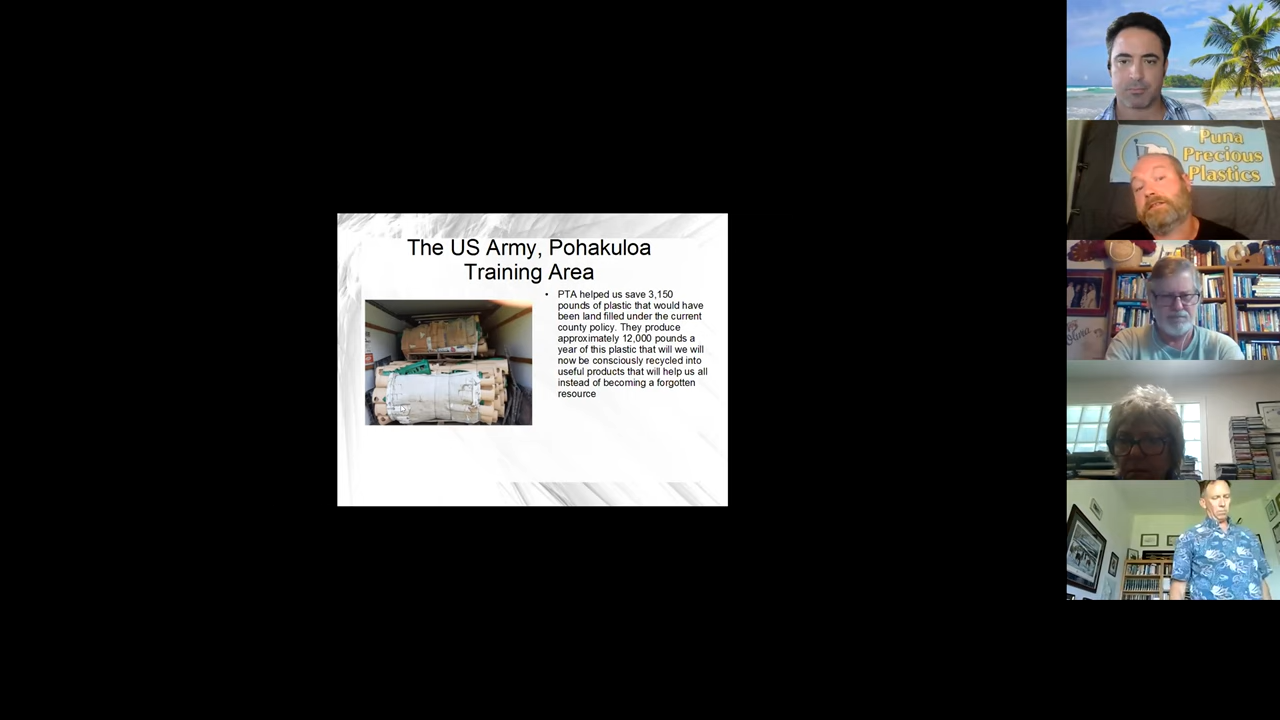 The US Army, Pohakuloa
Training Area
• PTA helped us save 3,150
pounds of plastic that would have
been land filled under the current
county policy. They produce
approximately 12,000 pounds a
year of this plastic that will we will
now be consciously recycled into
useful products that will help us all
instead of becoming a forgotten
resource
Puna
Precious
Plastics